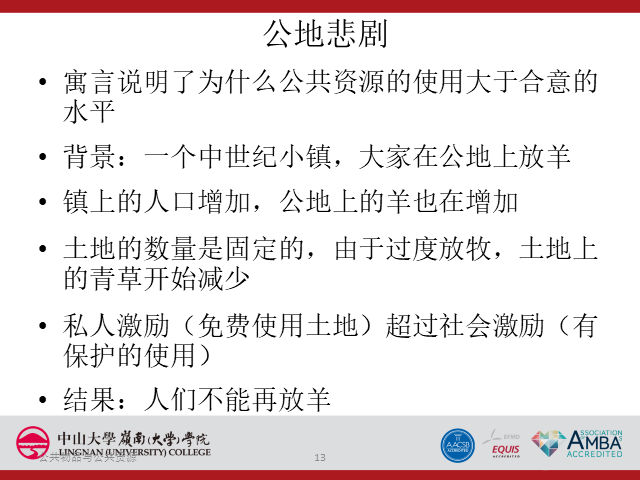 公地悲剧
• 寓言说明了为什么公共资源的使用大于合意的
水平
• 背景：一个中世纪小镇，大家在公地上放羊
• 镇上的人口增加，公地上的羊也在增加
• 土地的数量是固定的，由于过度放牧，土地上
的青草开始减少
• 私人激励（免费使用土地）超过社会激励（有
保护的使用）
• 结果：人们不能再放羊
中山大學 嶺南(大學)學院
LINGNAN (UNIVERSITY) COLLEGE
公共物品与公共资源
13
AACSB
ACCREDITED
EFMD
EQUIS
ACCREDITED
ASSOCIATION
AMBA
ACCREDITED